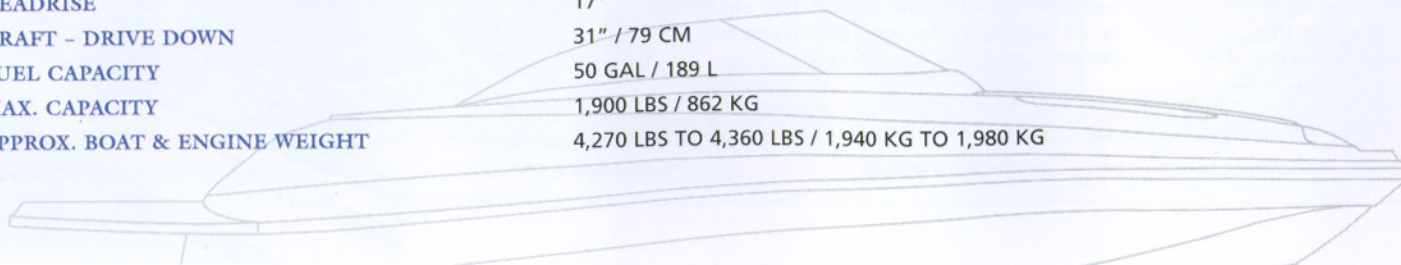 EADRISE 17°
RAFT – DRIVE DOWN 31" / 79 CM
UEL CAPACITY 50 GAL / 189 L
AX. CAPACITY 1,900 LBS / 862 KG
PPROX. BOAT & ENGINE WEIGHT 4,270 LBS TO 4,360 LBS / 1,940 KG TO 1,980 KG